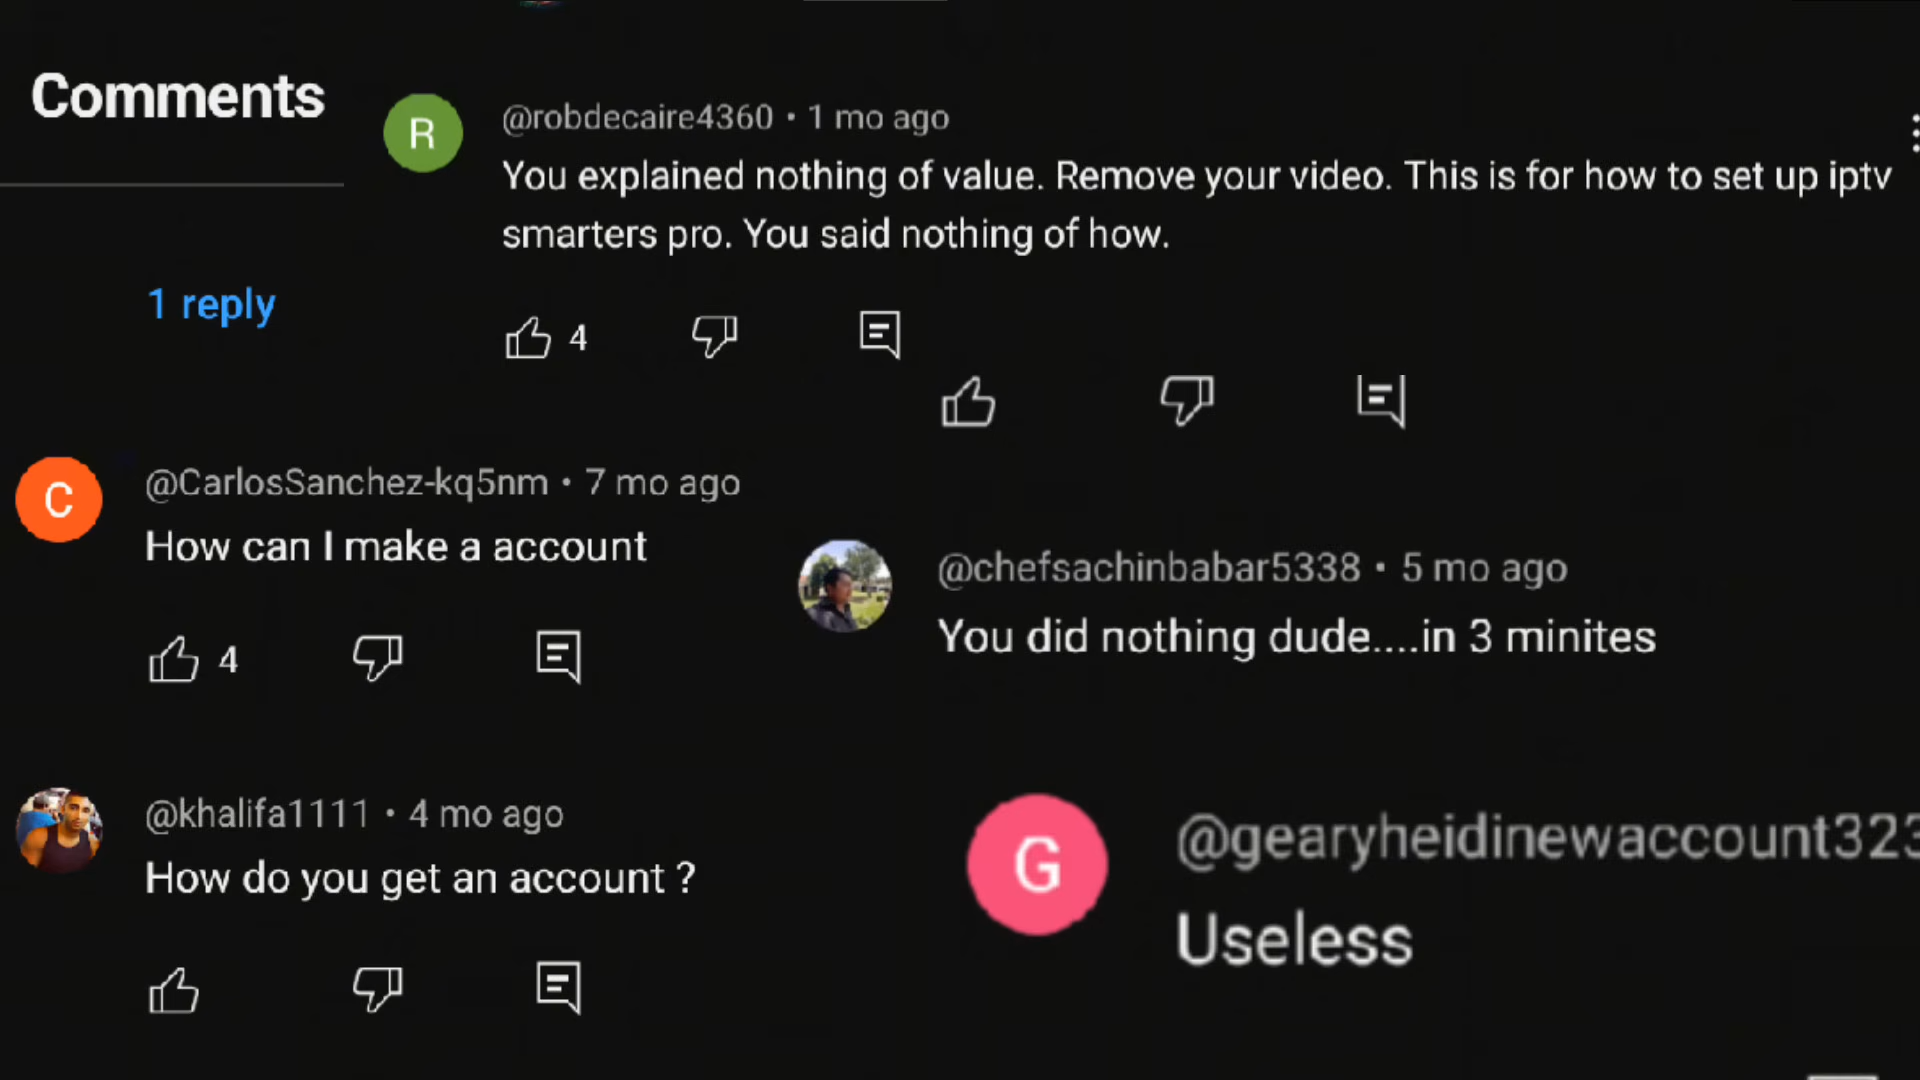 Comments
R
@robdecaire4360 • 1 mo ago
You explained nothing of value. Remove your video. This is for how to set up iptv
smarters pro. You said nothing of how.
1 reply
4
C
@CarlosSanchez-kq5nm • 7 mo ago
How can I make a account
4
@chefsachinbabar5338 • 5 mo ago
You did nothing dude....in 3 minites
@khalifa1111 • 4 mo ago
How do you get an account ?
G
@gearyheidinewaccount323
Useless